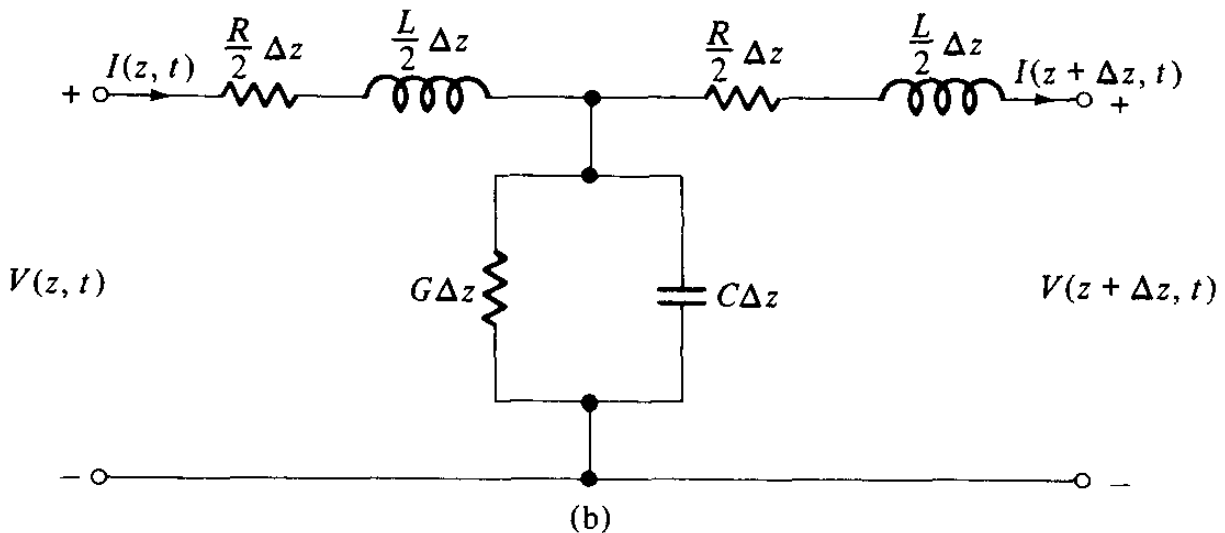 R/2 Δz
L/2 Δz
R/2 Δz
L/2 Δz
I(z, t)
I(z + Δz, t)
+
+
V(z, t)
GΔz
CΔz
V(z + Δz, t)
−
−
(b)